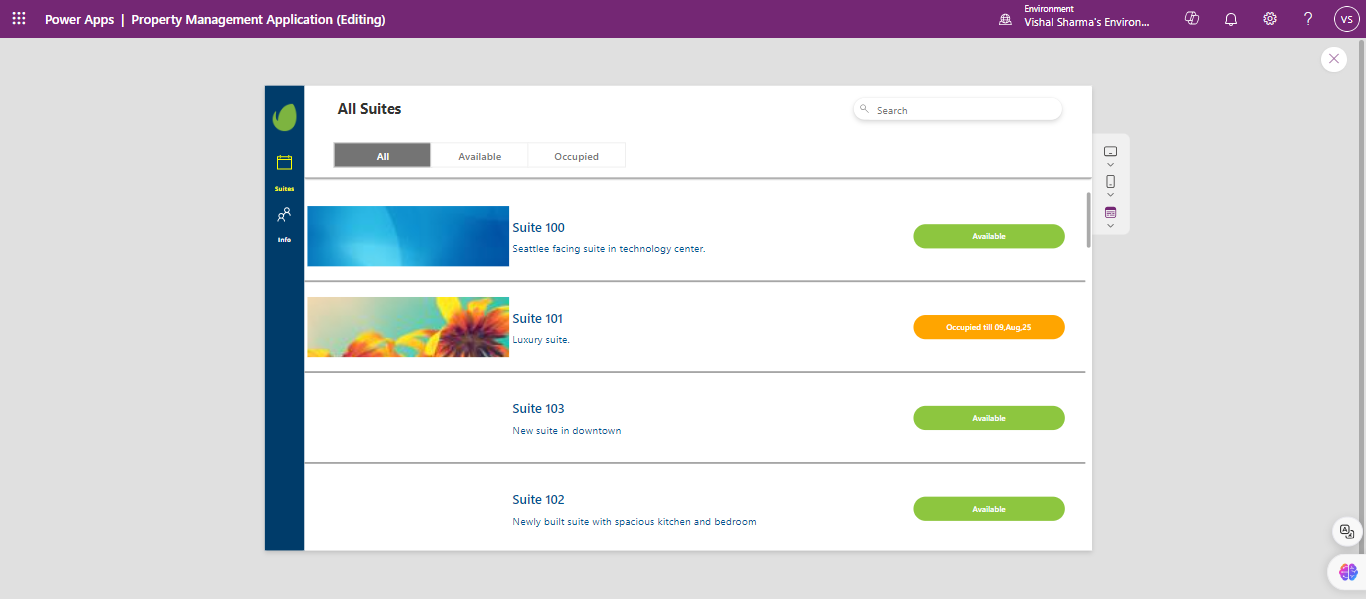 Power Apps | Property Management Application (Editing)
Environment
Vishal Sharma's Environ...
?
VS
All Suites
Search
All
Available
Occupied
Suites
Info
Suite 100
Seattlee facing suite in technology center.
Available
Suite 101
Luxury suite.
Occupied till 09,Aug,25
Suite 103
New suite in downtown
Available
Suite 102
Newly built suite with spacious kitchen and bedroom
Available